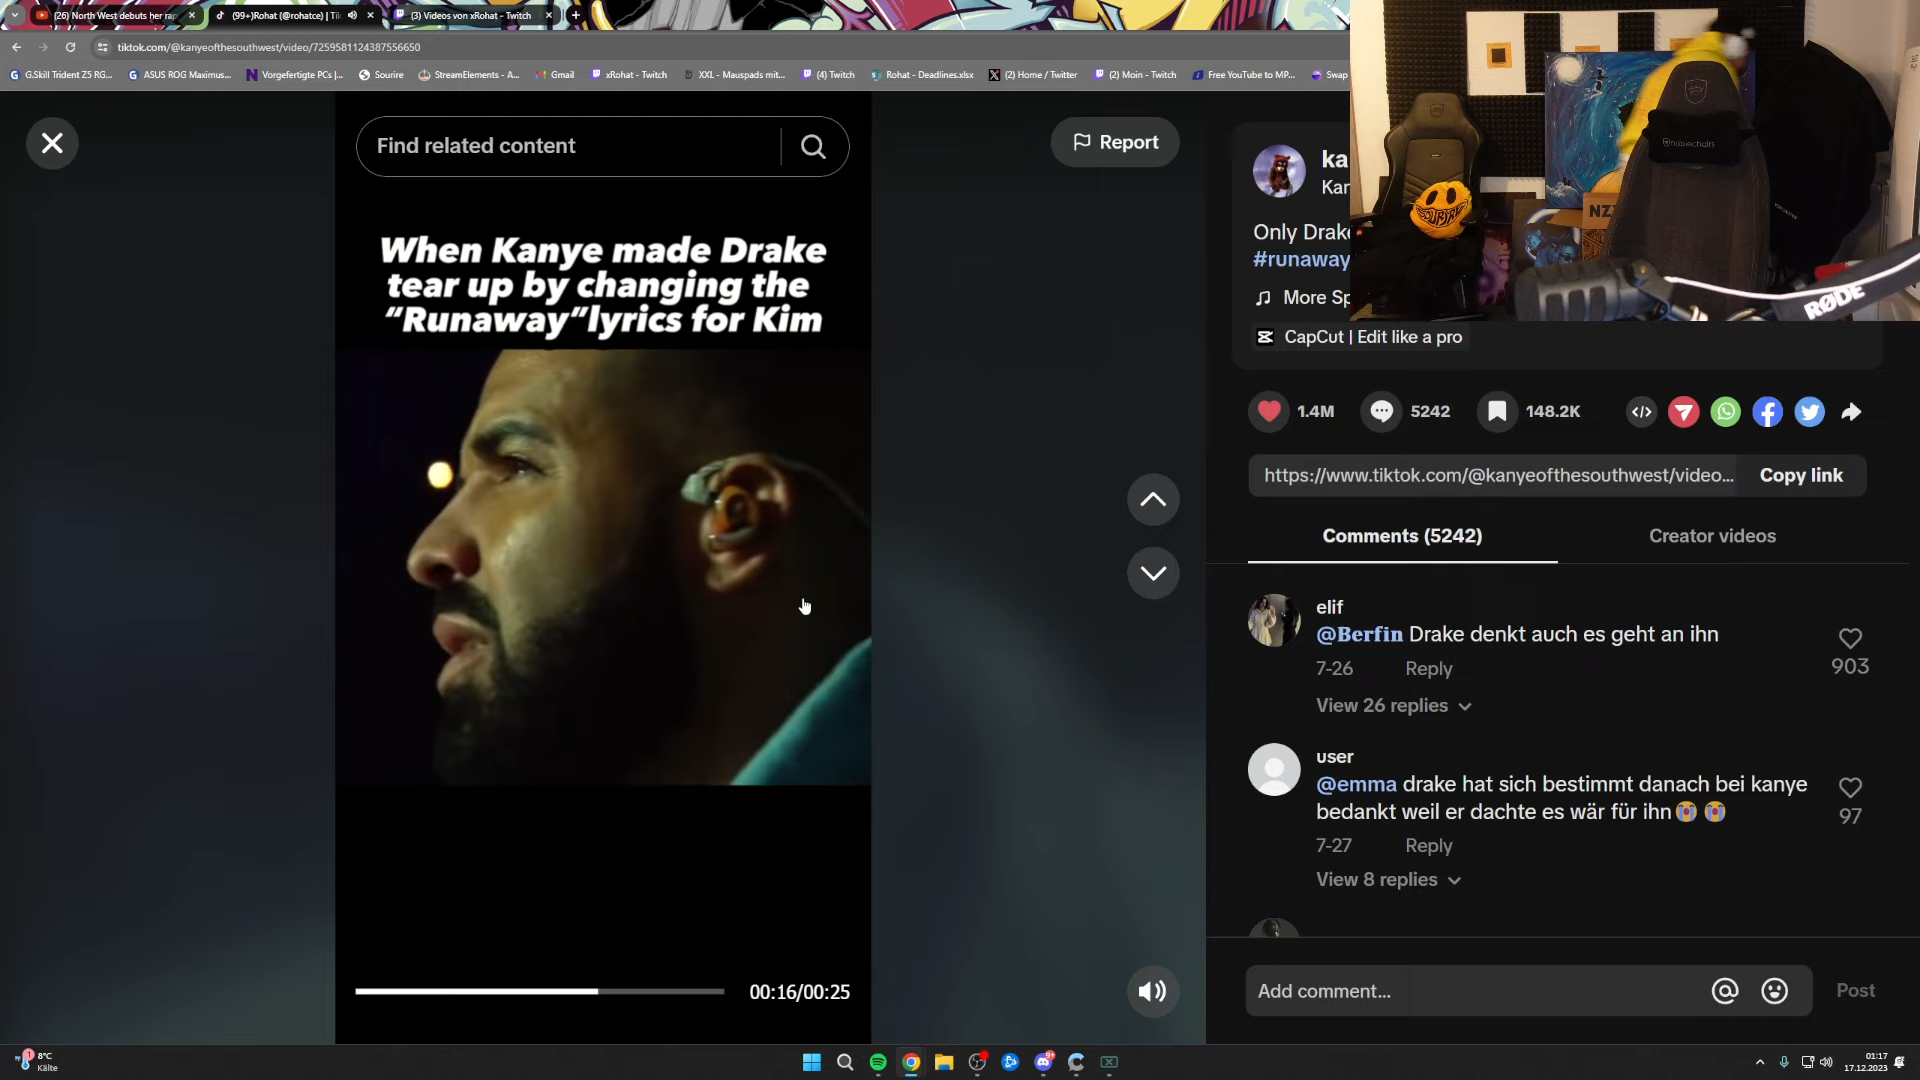 (26) North West debuts her rap
(99+)Rohat (@rohatce) | Tik
(3) Videos von xRohat - Twitch
tiktok.com/@kanyeofthesouthwest/video/7259581124387556650
G.Skill Trident Z5 RG...
ASUS ROG Maximus...
Vorgefertigte PCs |...
Sourire
StreamElements - A...
Gmail
xRohat - Twitch
XXL - Mauspads mit...
(4) Twitch
Rohat - Deadlines.xlsx
(2) Home / Twitter
(2) Moin - Twitch
Free YouTube to MP...
Swap
Find related content
Report
When Kanye made Drake
tear up by changing the
“Runaway”lyrics for Kim
00:16/00:25
ka
Kar
Only Drake
#runaway
More Sp
CapCut | Edit like a pro
1.4M
5242
148.2K
https://www.tiktok.com/@kanyeofthesouthwest/video...
Copy link
Comments (5242)
Creator videos
elif
@Berfin Drake denkt auch es geht an ihn
903
7-26
Reply
View 26 replies
user
@emma drake hat sich bestimmt danach bei kanye
bedankt weil er dachte es wär für ihn😭 😭
97
7-27
Reply
View 8 replies
Add comment...
Post
noblechairs
NZ
RØDE
8°C
Kälte
01:17
17.12.2023